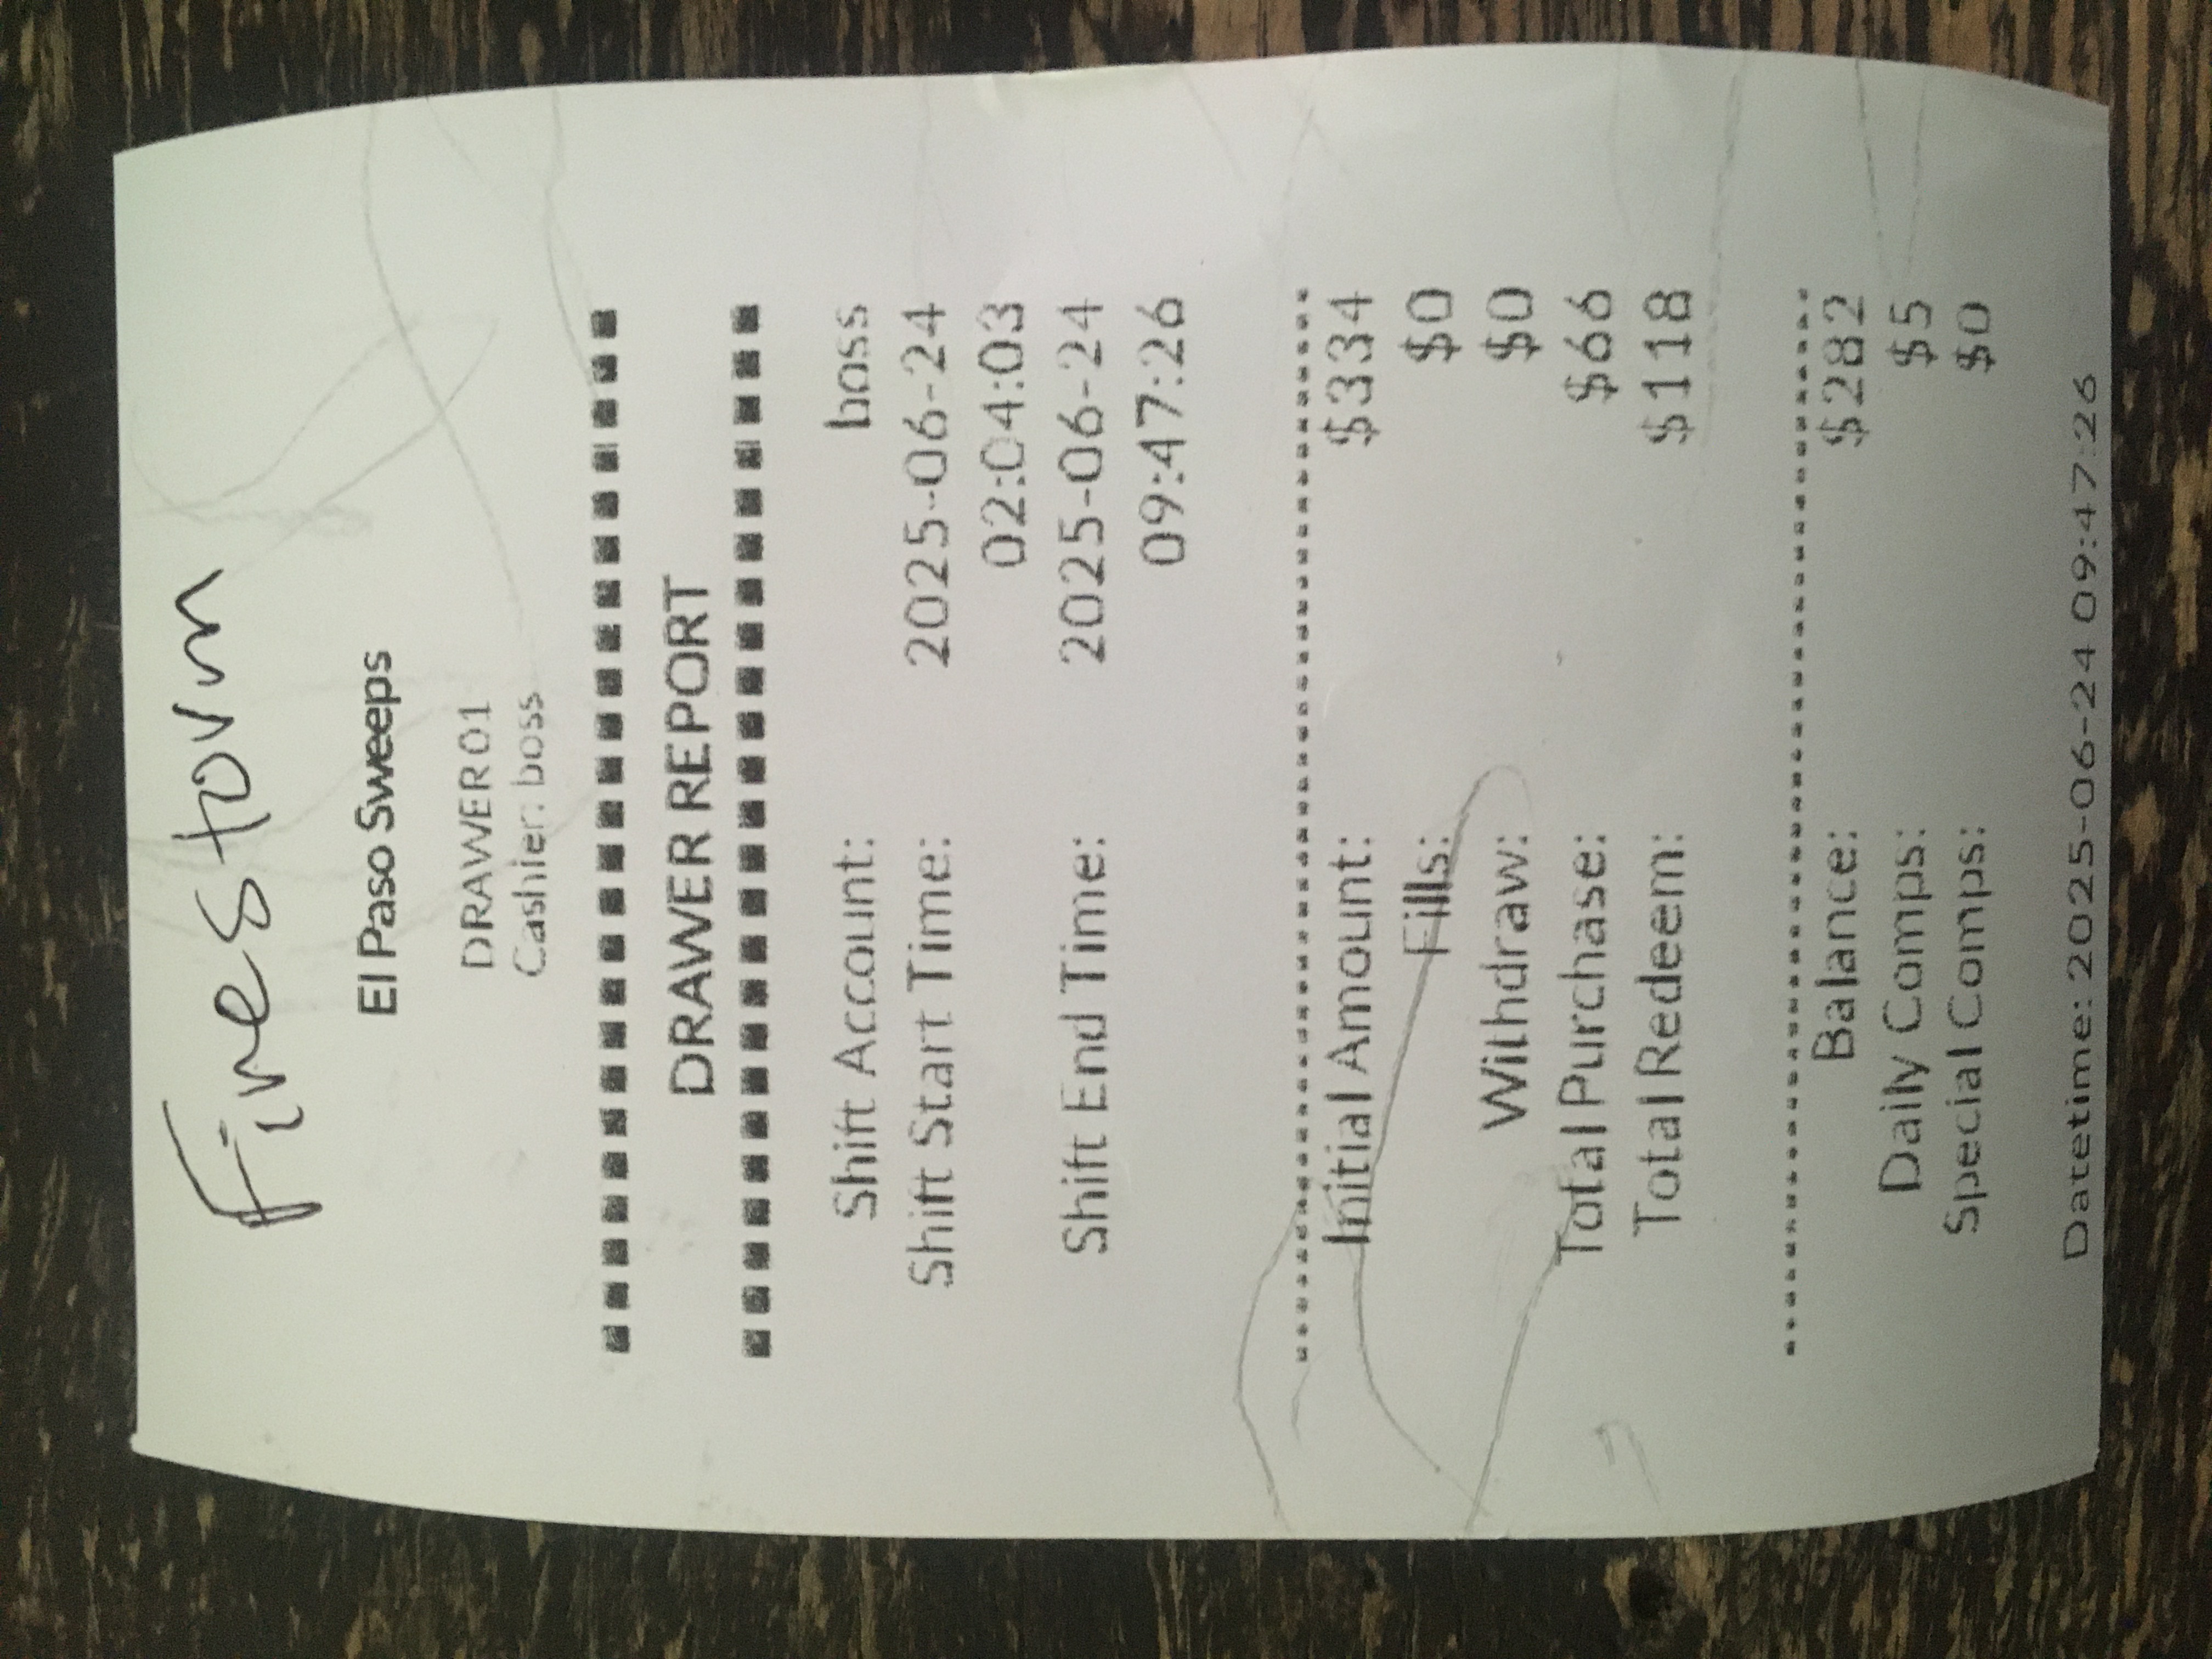 Firestorm
El Paso Sweeps
DRAWER01
Cashier: boss
DRAWER REPORT
Shift Account: boss
Shift Start Time: 2025-06-24
02:04:03
Shift End Time: 2025-06-24
09:47:26
Initial Amount: $334
Fills: $0
Withdraw: $0
Total Purchase: $66
Total Redeem: $118
Balance: $282
Daily Comps: $5
Special Comps: $0
Datetime: 2025-06-24 09:47:26